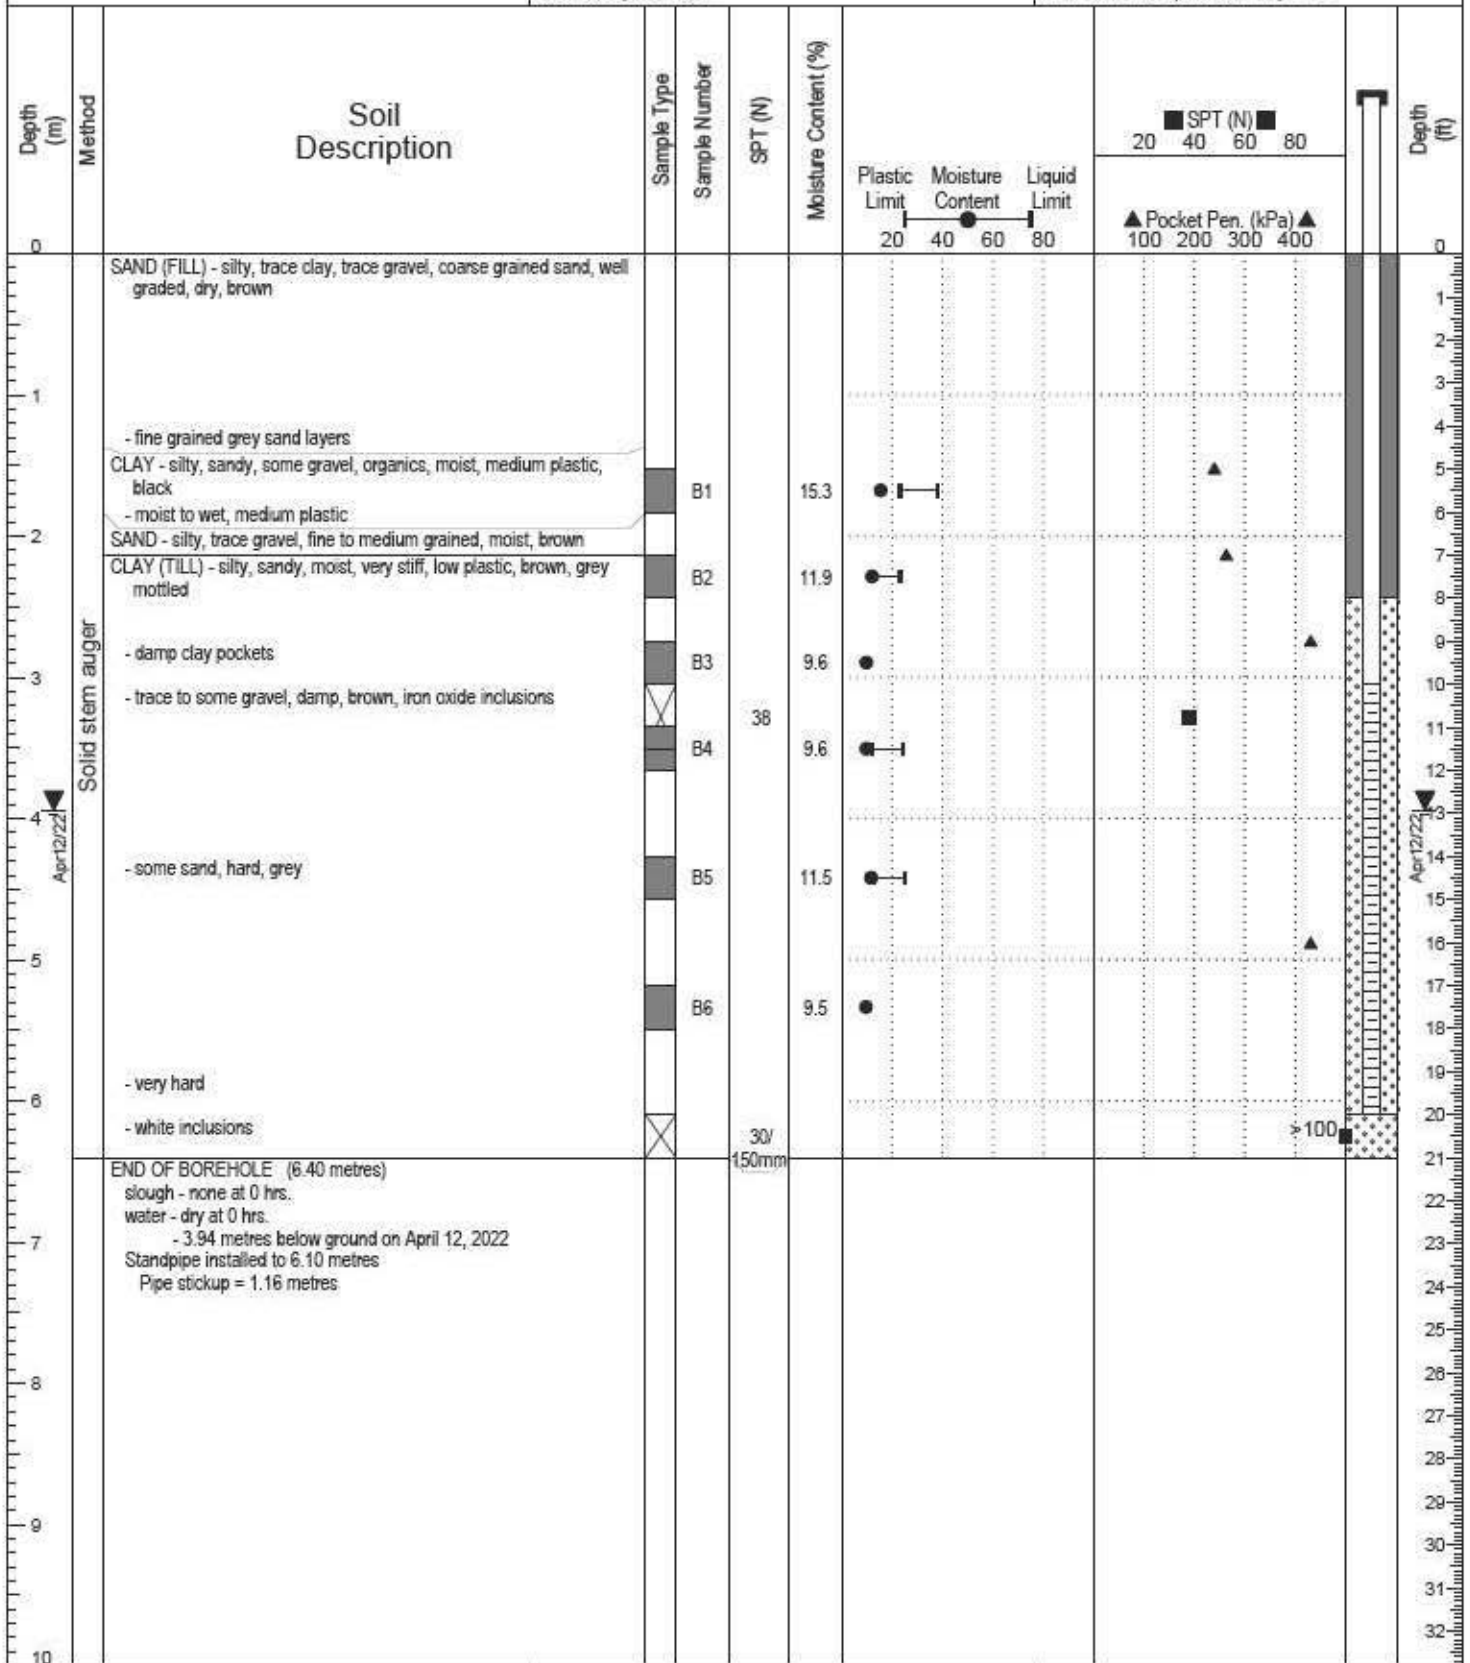 Depth
(m)
Method
Soil
Description
Sample Type
Sample Number
SPT (N)
Moisture Content (%)
Plastic Moisture Liquid
Limit Content Limit
20 40 60 80
■ SPT (N) ■
20 40 60 80
▲ Pocket Pen. (kPa) ▲
100 200 300 400
Depth
(ft)
0
0
SAND (FILL) - silty, trace clay, trace gravel, coarse grained sand, well
graded, dry, brown
1
2
3
1
4
- fine grained grey sand layers
CLAY - silty, sandy, some gravel, organics, moist, medium plastic,
black
5
B1 15.3
- moist to wet, medium plastic
6
2
SAND - silty, trace gravel, fine to medium grained, moist, brown
7
CLAY (TILL) - silty, sandy, moist, very stiff, low plastic, brown, grey
mottled
B2 11.9
8
Solid stem auger
- damp clay pockets
B3 9.6
9
3
10
- trace to some gravel, damp, brown, iron oxide inclusions
38
11
B4 9.6
12
4
13
Apr12/22
Apr12/22
14
- some sand, hard, grey
B5 11.5
15
16
5
17
B6 9.5
18
19
- very hard
6
20
- white inclusions
30/
150mm
>100
21
END OF BOREHOLE (6.40 metres)
slough - none at 0 hrs.
22
water - dry at 0 hrs.
- 3.94 metres below ground on April 12, 2022
7
23
Standpipe installed to 6.10 metres
Pipe stickup = 1.16 metres
24
25
8
26
27
28
29
9
30
31
32
10